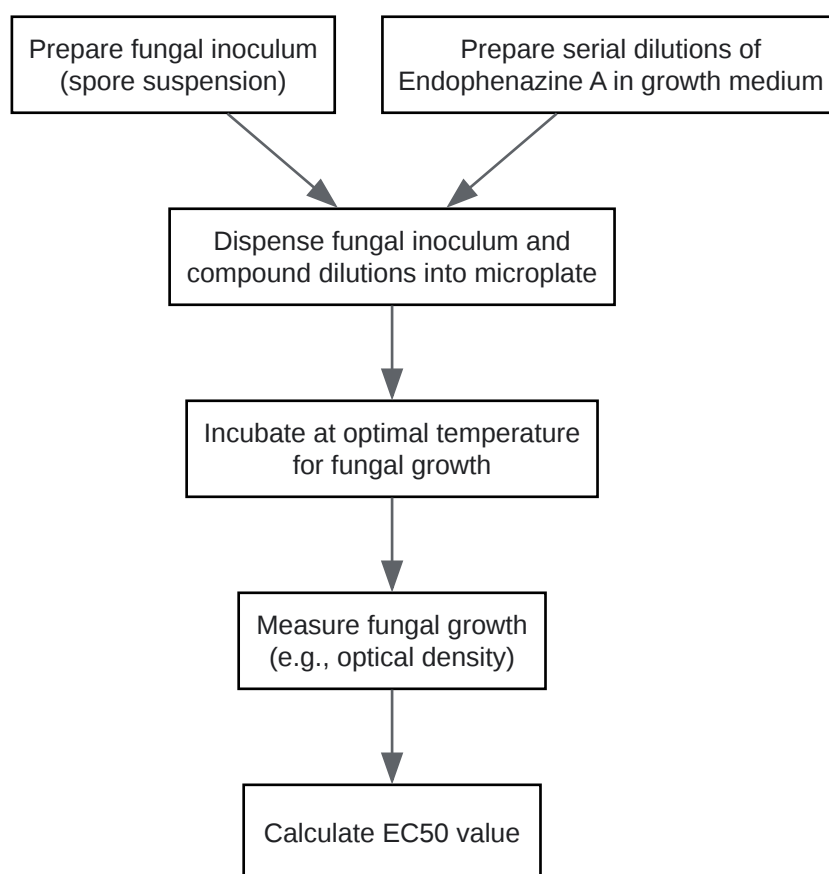 Prepare fungal inoculum
(spore suspension)
Prepare serial dilutions of
Endophenazine A in growth medium
Dispense fungal inoculum and
compound dilutions into microplate
Incubate at optimal temperature
for fungal growth
Measure fungal growth
(e.g., optical density)
Calculate EC50 value